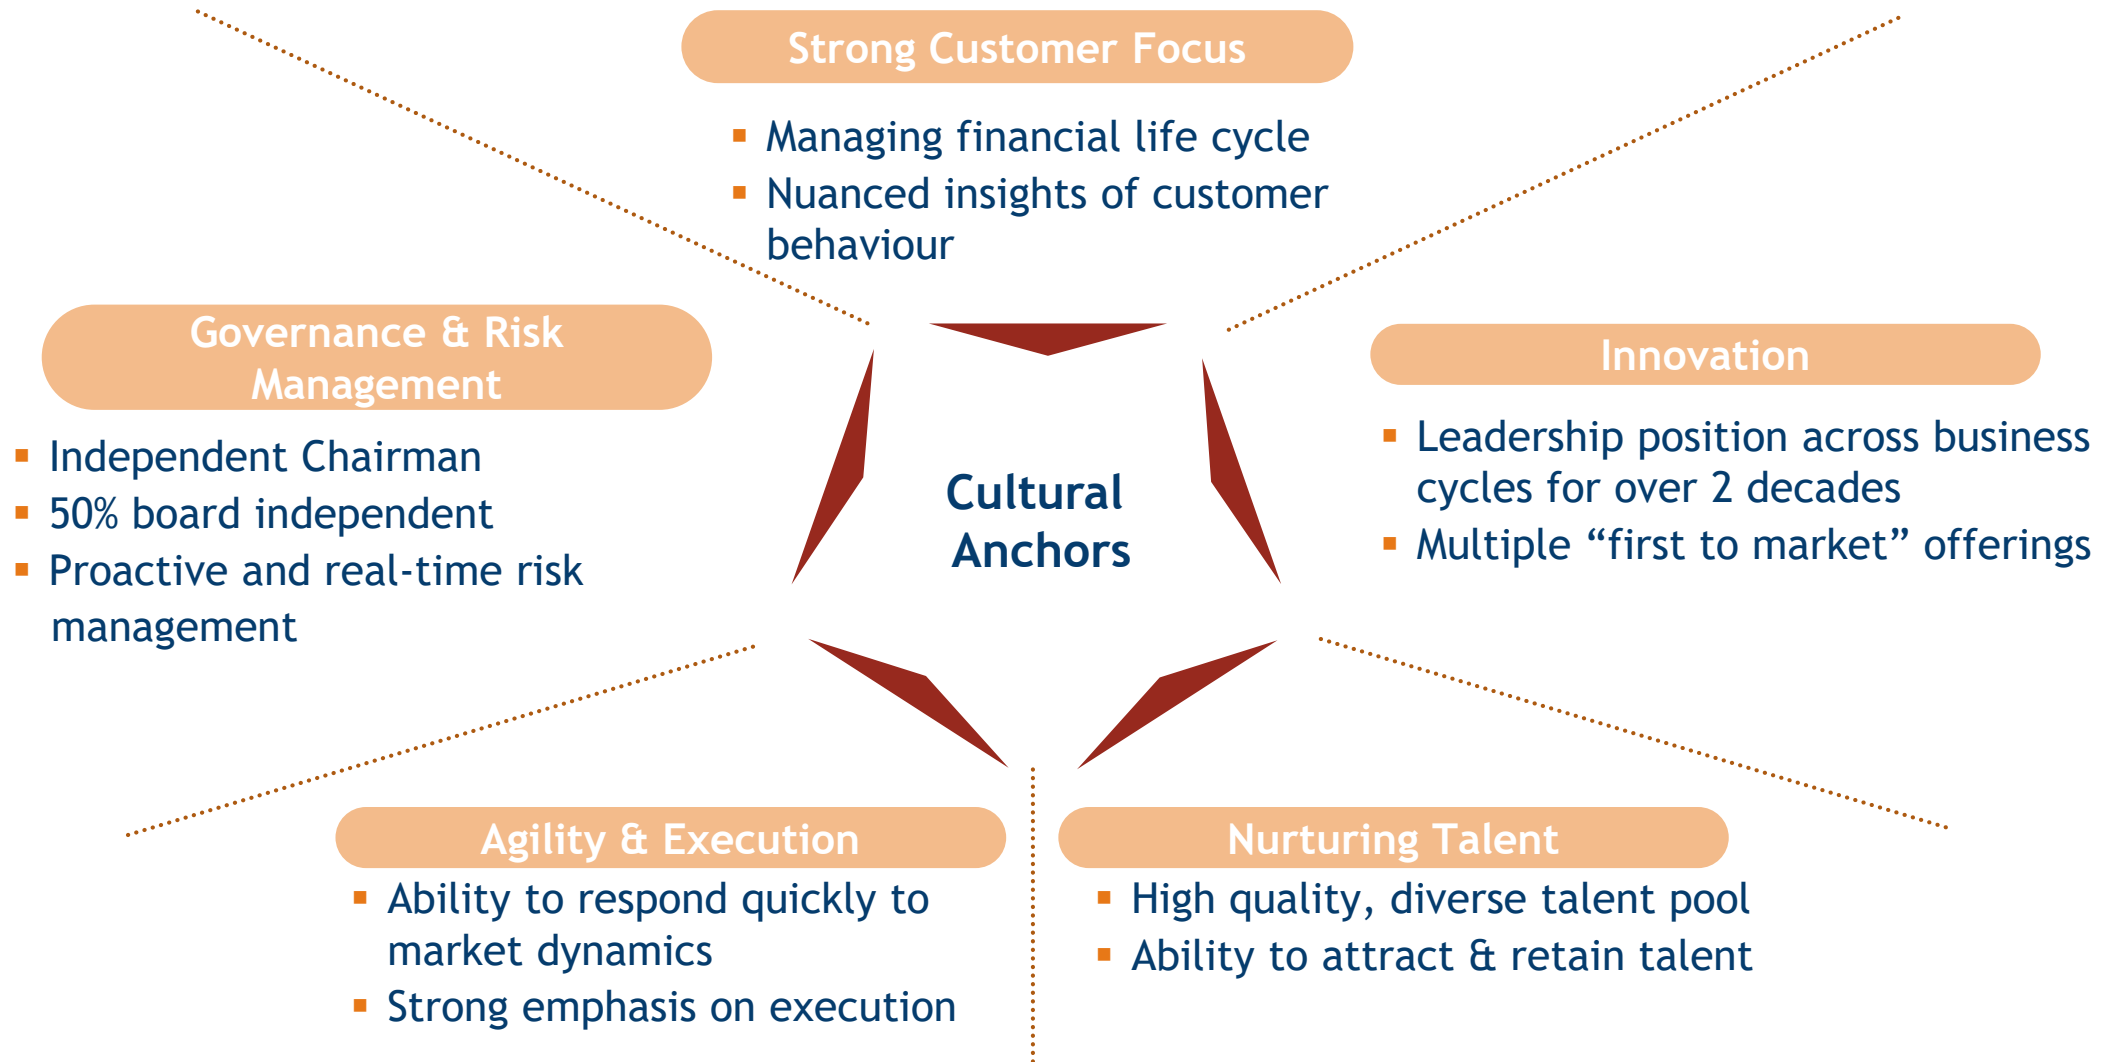 Strong Customer Focus
▪ Managing financial life cycle
▪ Nuanced insights of customer
behaviour
Governance & Risk
Management
▪ Independent Chairman
▪ 50% board independent
▪ Proactive and real-time risk
management
Cultural
Anchors
Innovation
▪ Leadership position across business
cycles for over 2 decades
▪ Multiple “first to market” offerings
Agility & Execution
▪ Ability to respond quickly to
market dynamics
▪ Strong emphasis on execution
Nurturing Talent
▪ High quality, diverse talent pool
▪ Ability to attract & retain talent